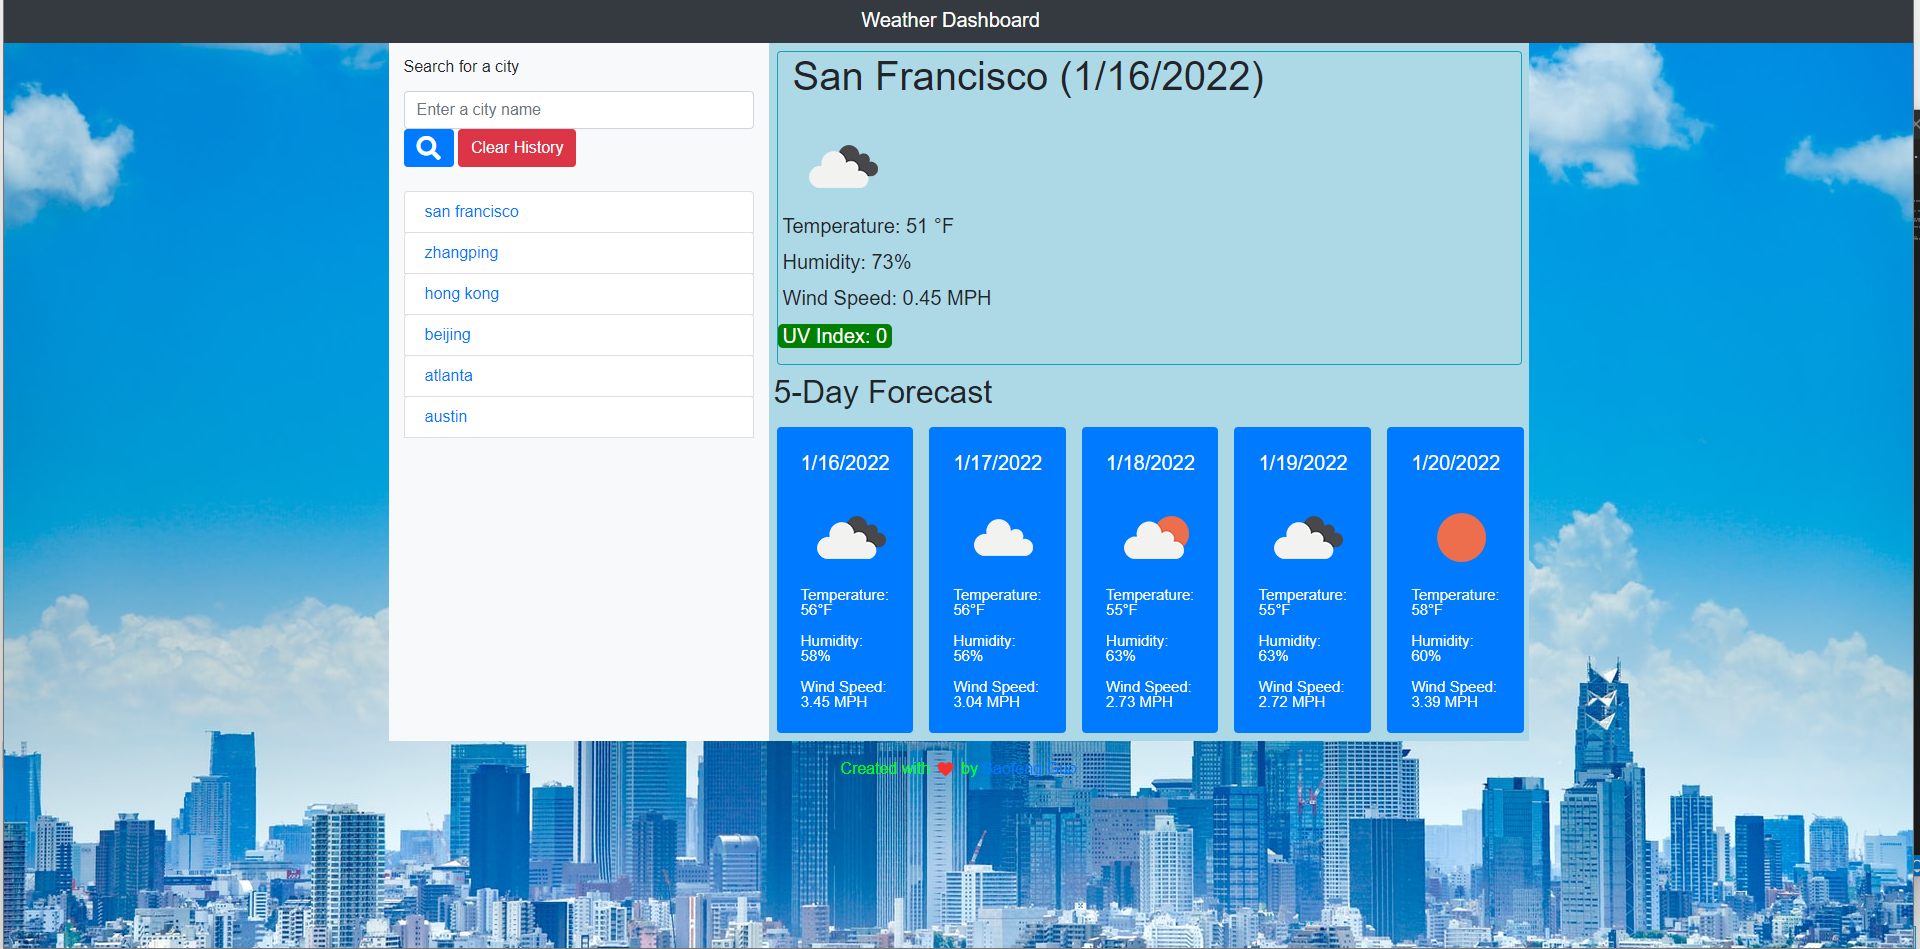 Weather Dashboard
Search for a city
Enter a city name
Clear History
san francisco
zhangping
hong kong
beijing
atlanta
austin
San Francisco (1/16/2022)
Temperature: 51 °F
Humidity: 73%
Wind Speed: 0.45 MPH
UV Index: 0
5-Day Forecast
1/16/2022
Temperature:
56°F
Humidity:
58%
Wind Speed:
3.45 MPH
1/17/2022
Temperature:
56°F
Humidity:
56%
Wind Speed:
3.04 MPH
1/18/2022
Temperature:
55°F
Humidity:
63%
Wind Speed:
2.73 MPH
1/19/2022
Temperature:
55°F
Humidity:
63%
Wind Speed:
2.72 MPH
1/20/2022
Temperature:
58°F
Humidity:
60%
Wind Speed:
3.39 MPH
Created with ❤ by